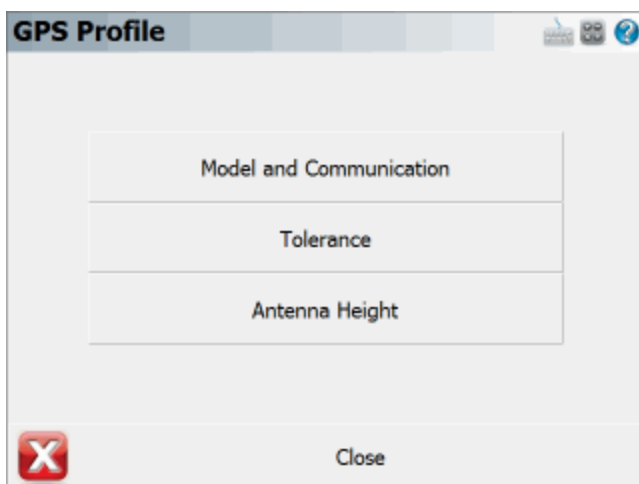 GPS Profile
Model and Communication
Tolerance
Antenna Height
Close